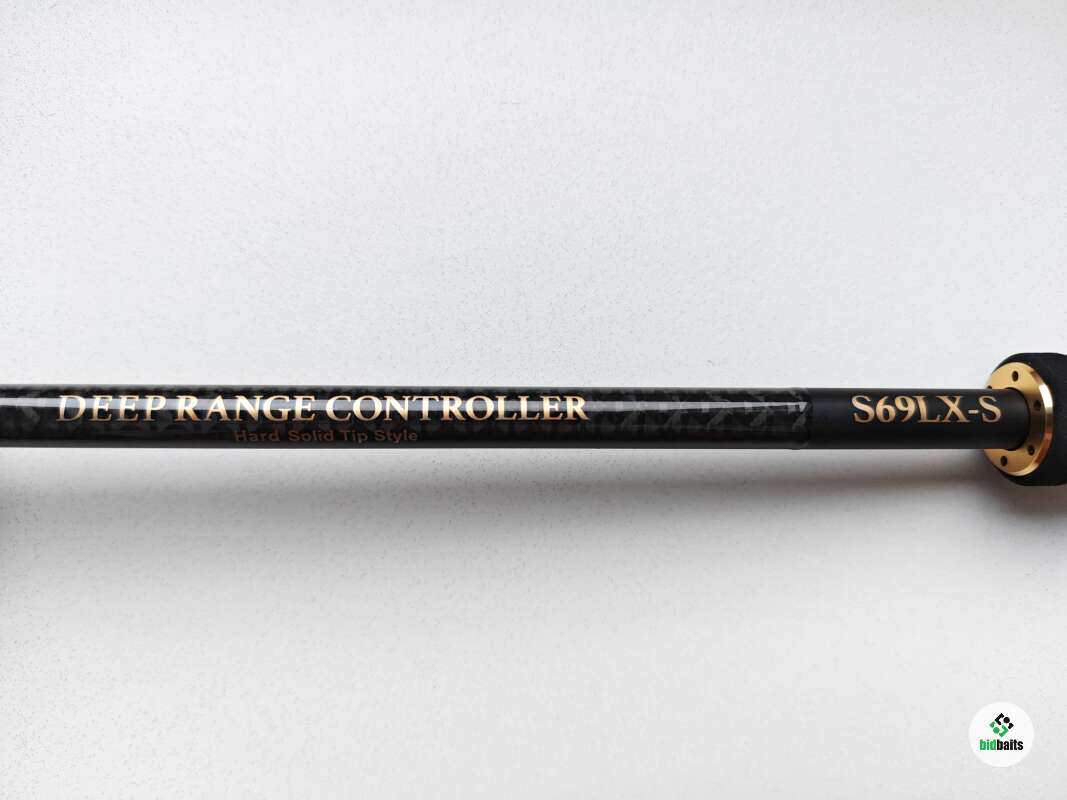 DEEP RANGE CONTROLLER
Hard Solid Tip Style
S69LX-S
bidbaits